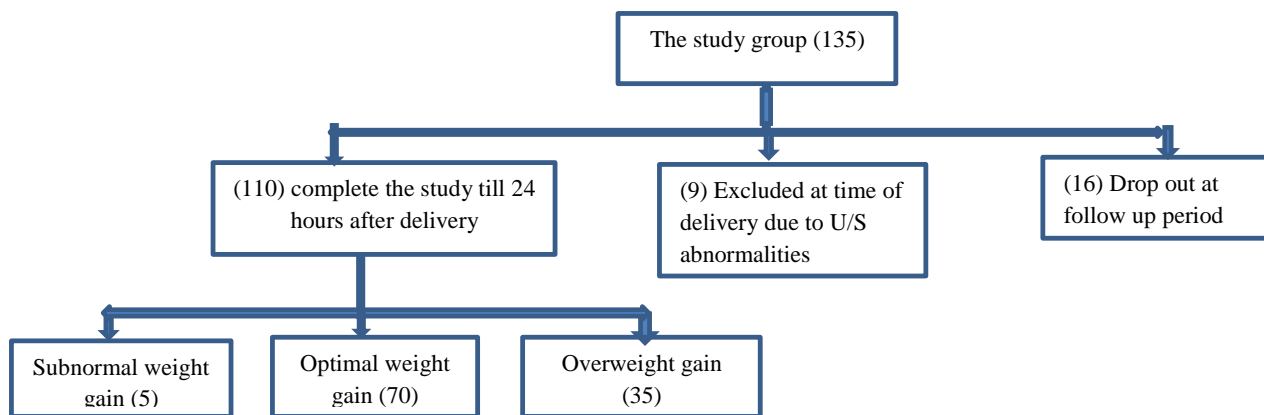 The study group (135)
(110) complete the study till 24
hours after delivery
(9) Excluded at time of
delivery due to U/S
abnormalities
(16) Drop out at
follow up period
Subnormal weight
gain (5)
Optimal weight
gain (70)
Overweight gain
(35)